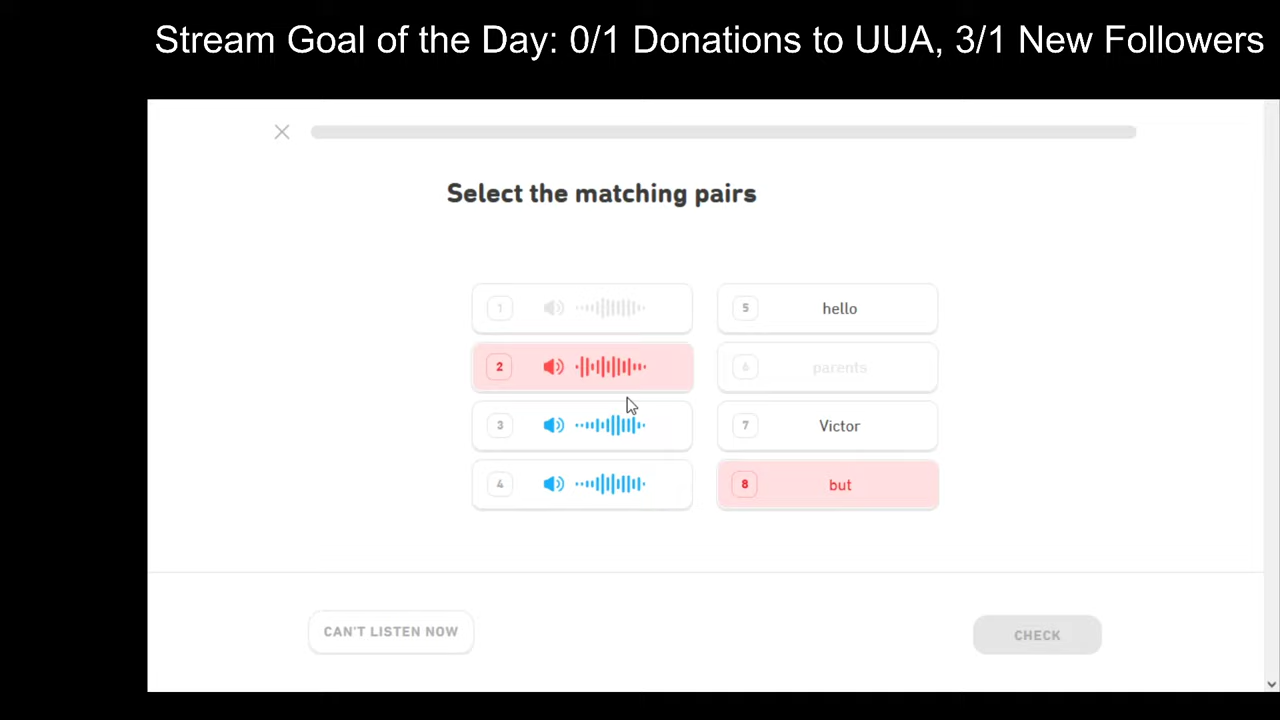 Stream Goal of the Day: 0/1 Donations to UUA, 3/1 New Followers
Select the matching pairs
1
5 hello
2
6 parents
3
7 Victor
4
8 but
CAN'T LISTEN NOW
CHECK